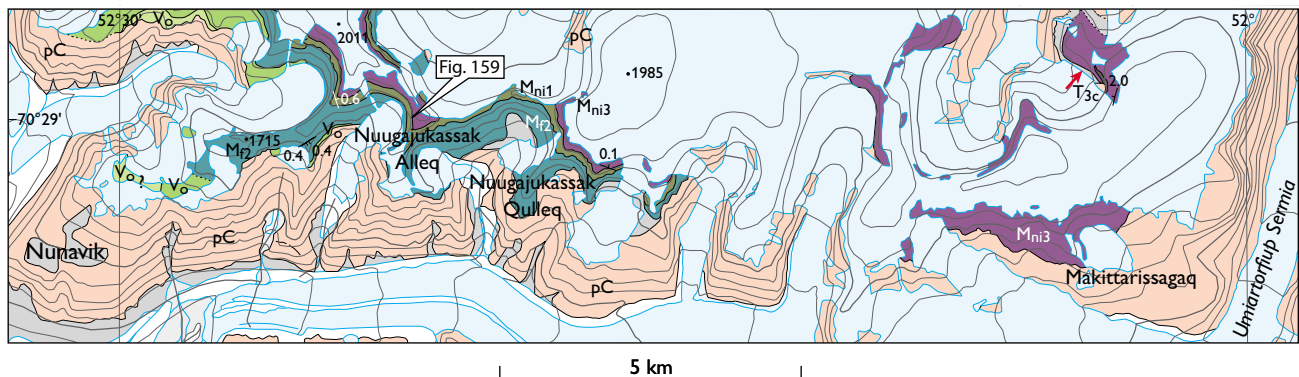 52°30' Vo 52°
pC 2011 pC
Fig. 159 1985 2.0
Mni1 T3c
0.6 Mni3
70°29' Mf2
Vo Nuugajukassak
1715 Alleq
Mf2 0.4 0.4 0.1
Vo ? Vo Nuugajukassak
Qulleq
pC Mni3
Nunavik
pC Makittarissagaq
Umiartorfiup Sermia
5 km